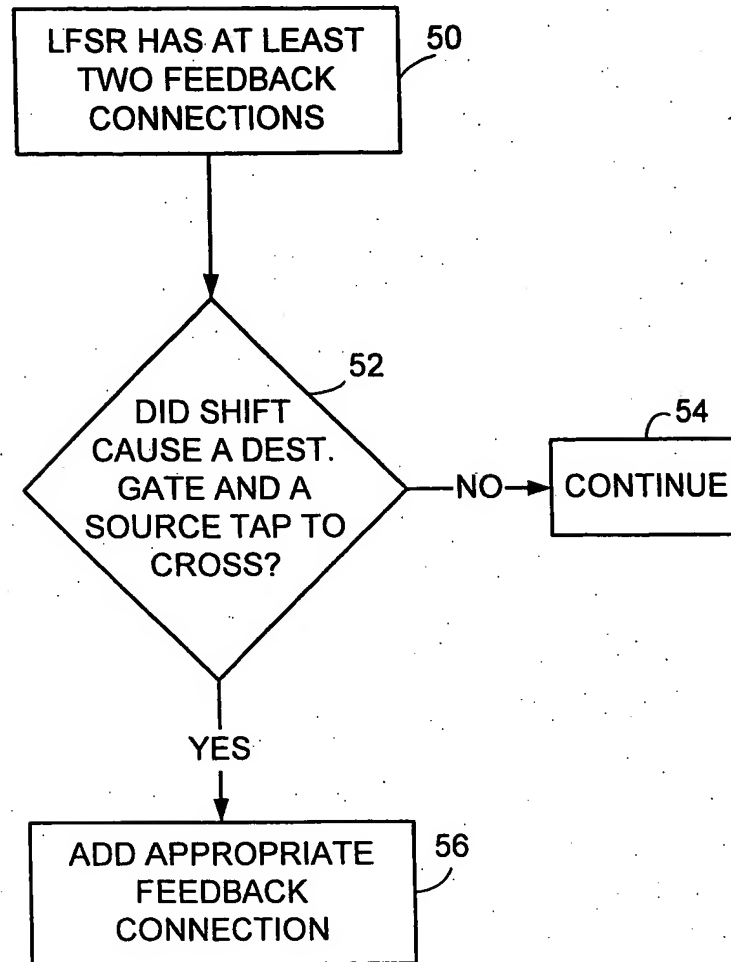 LFSR HAS AT LEAST
TWO FEEDBACK
CONNECTIONS
50
52
DID SHIFT
CAUSE A DEST.
GATE AND A
SOURCE TAP TO
CROSS?
NO
54
CONTINUE
YES
56
ADD APPROPRIATE
FEEDBACK
CONNECTION